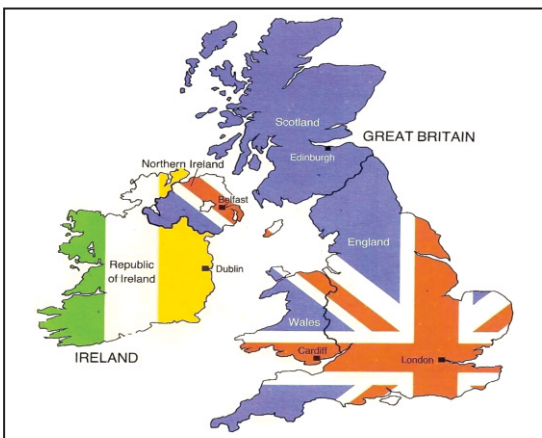 Scotland
GREAT BRITAIN
Edinburgh
Northern Ireland
Belfast
England
Republic
of Ireland
Dublin
Wales
Cardiff
London
IRELAND